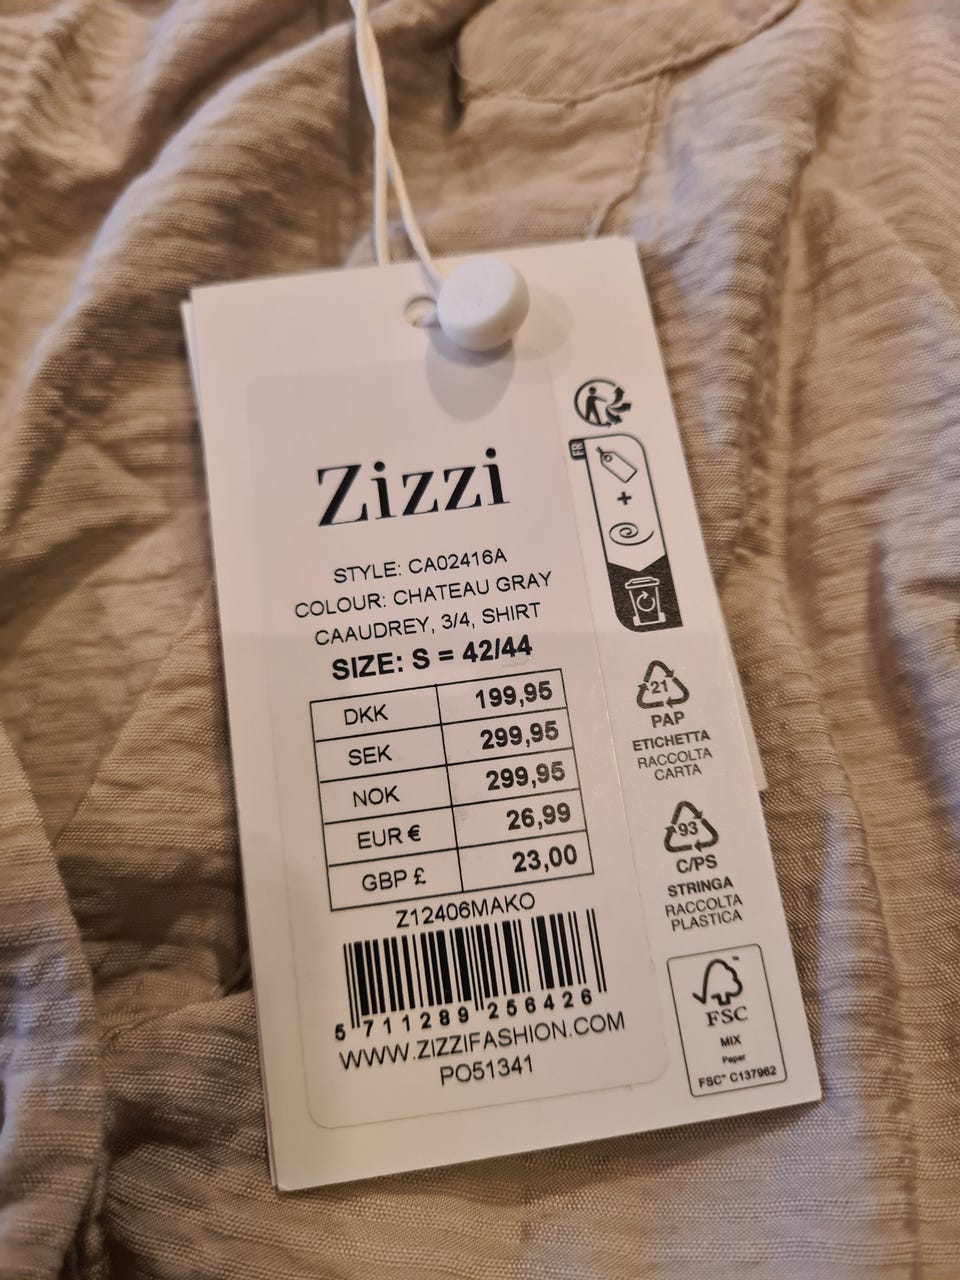 Zizzi
STYLE: CA02416A
COLOUR: CHATEAU GRAY
CAAUDREY, 3/4, SHIRT
SIZE: S = 42/44
DKK 199,95
SEK 299,95
NOK 299,95
EUR € 26,99
GBP £ 23,00
Z12406MAKO
5 711289 256426
WWW.ZIZZIFASHION.COM
PO51341
FR
+
21
PAP
ETICHETTA
RACCOLTA
CARTA
93
C/PS
STRINGA
RACCOLTA
PLASTICA
FSC™
MIX
Paper
FSC™ C137962